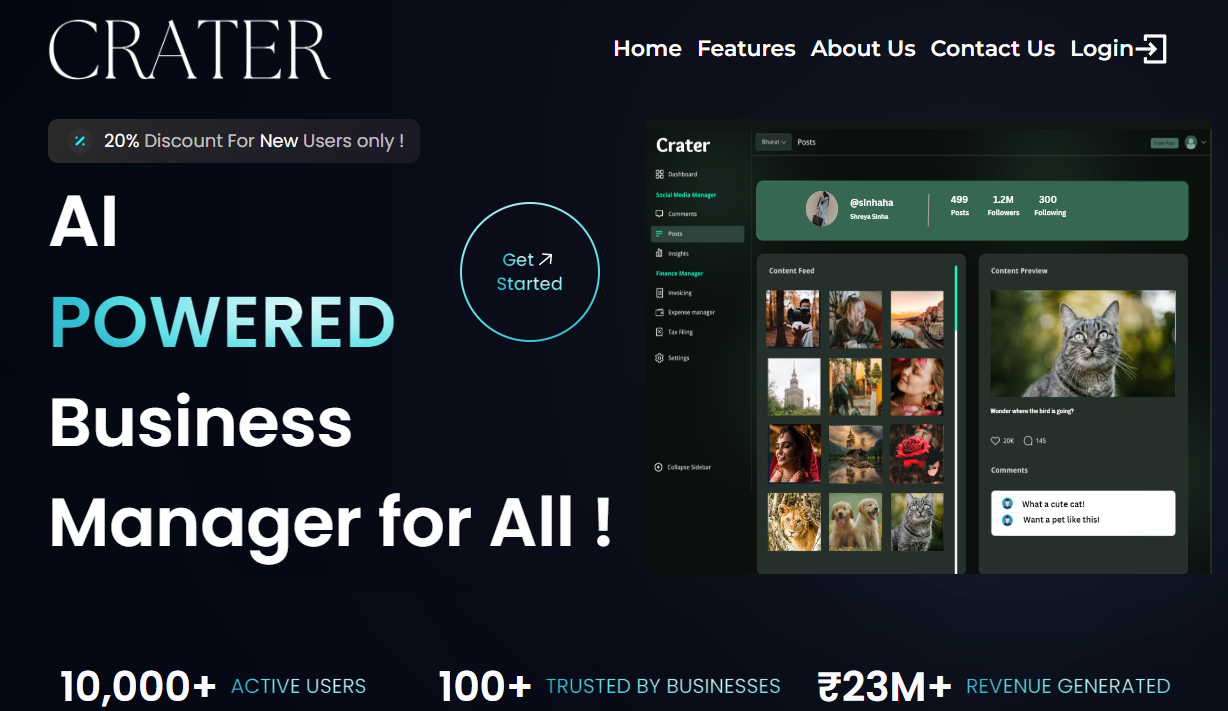 CRATER
Home Features About Us Contact Us Login
20% Discount For New Users only !
AI
POWERED
Business
Manager for All !
Get
Started
Crater
Dashboard
Social Media Manager
Comments
Posts
Insights
Finance Manager
Invoicing
Expense manager
Tax Filing
Settings
Collapse Sidebar
Bharat
Posts
Free Plan
@sinhaha
Shreya Sinha
499
Posts
1.2M
Followers
300
Following
Content Feed
Content Preview
Wonder where the bird is going?
20K 145
Comments
What a cute cat!
Want a pet like this!
10,000+ ACTIVE USERS
100+ TRUSTED BY BUSINESSES
₹23M+ REVENUE GENERATED